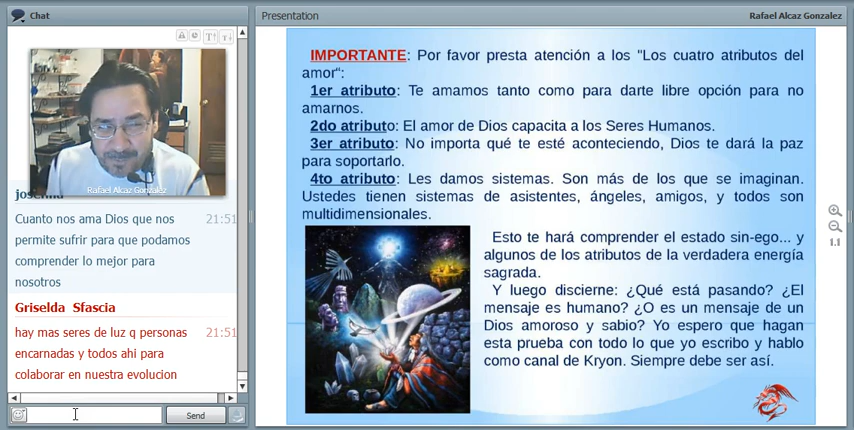 Chat
Rafael Alcaz Gonzalez
Cuanto nos ama Dios que nos
21:51
permite sufrir para que podamos
comprender lo mejor para
nosotros
Griselda Sfascia
hay mas seres de luz q personas
21:51
encarnadas y todos ahi para
colaborar en nuestra evolucion
Send
Presentation
Rafael Alcaz Gonzalez
IMPORTANTE: Por favor presta atención a los "Los cuatro atributos del
amor":
1er atributo: Te amamos tanto como para darte libre opción para no
amarnos.
2do atributo: El amor de Dios capacita a los Seres Humanos.
3er atributo: No importa qué te esté aconteciendo, Dios te dará la paz
para soportarlo.
4to atributo: Les damos sistemas. Son más de los que se imaginan.
Ustedes tienen sistemas de asistentes, ángeles, amigos, y todos son
multidimensionales.
Esto te hará comprender el estado sin-ego... y
algunos de los atributos de la verdadera energía
sagrada.
Y luego discierne: ¿Qué está pasando? ¿El
mensaje es humano? ¿O es un mensaje de un
Dios amoroso y sabio? Yo espero que hagan
esta prueba con todo lo que yo escribo y hablo
como canal de Kryon. Siempre debe ser así.
1.1